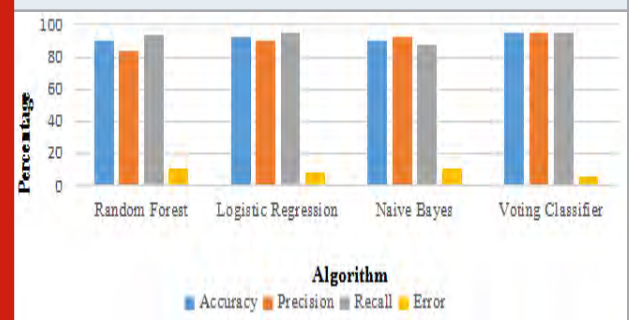 100
80
60
40
20
0
Percentage
Random Forest Logistic Regression Naive Bayes Voting Classifier
Algorithm
Accuracy Precision Recall Error